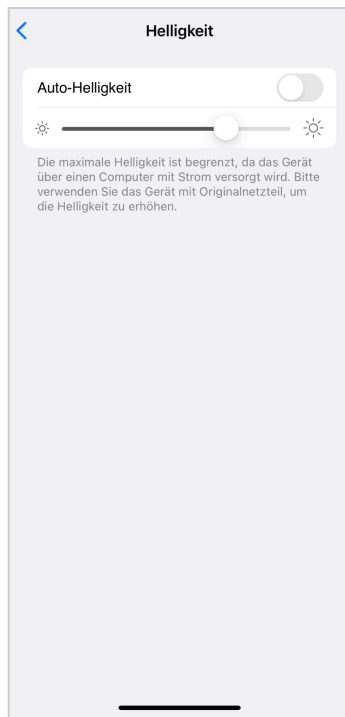 Helligkeit
Auto-Helligkeit
Die maximale Helligkeit ist begrenzt, da das Gerät
über einen Computer mit Strom versorgt wird. Bitte
verwenden Sie das Gerät mit Originalnetzteil, um
die Helligkeit zu erhöhen.